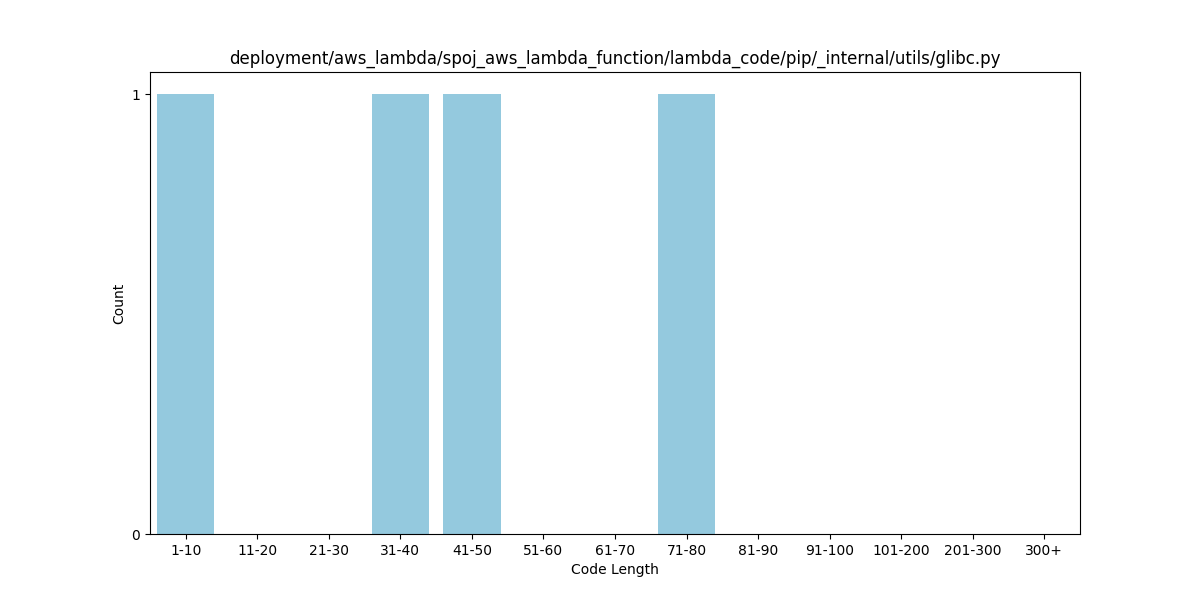 deployment/aws_lambda/spoj_aws_lambda_function/lambda_code/pip/_internal/utils/glibc.py
1
Count
0
1-10 11-20 21-30 31-40 41-50 51-60 61-70 71-80 81-90 91-100 101-200 201-300 300+
Code Length